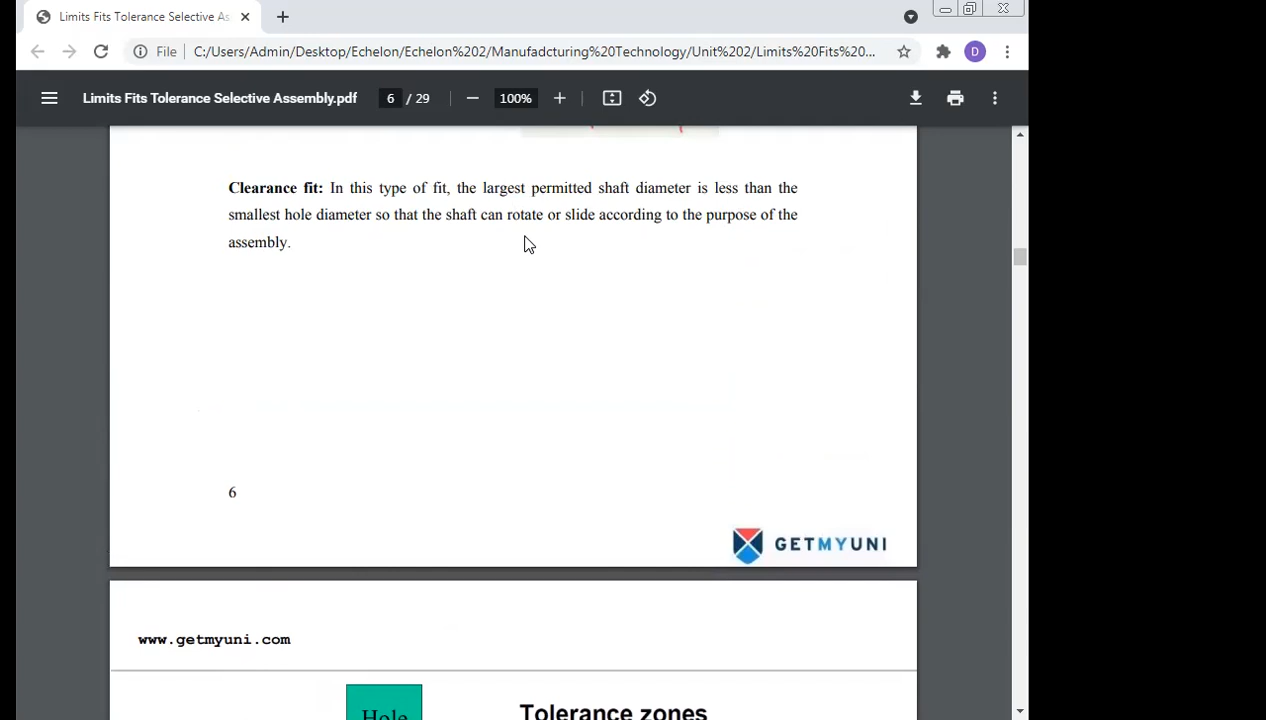 Limits Fits Tolerance Selective As
File
C:/Users/Admin/Desktop/Echelon/Echelon%202/Manufadcturing%20Technology/Unit%202/Limits%20Fits%20...
D
Limits Fits Tolerance Selective Assembly.pdf
6 / 29
100%
Clearance fit: In this type of fit, the largest permitted shaft diameter is less than the
smallest hole diameter so that the shaft can rotate or slide according to the purpose of the
assembly.
6
GETMYUNI
www.getmyuni.com
Hole
Tolerance zones